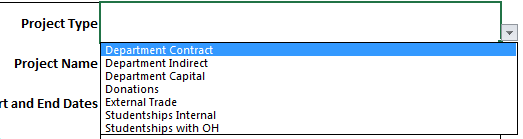 Project Type
Department Contract
Department Indirect
Project Name
Department Capital
Donations
rt and End Dates
External Trade
Studentships Internal
Studentships with OH